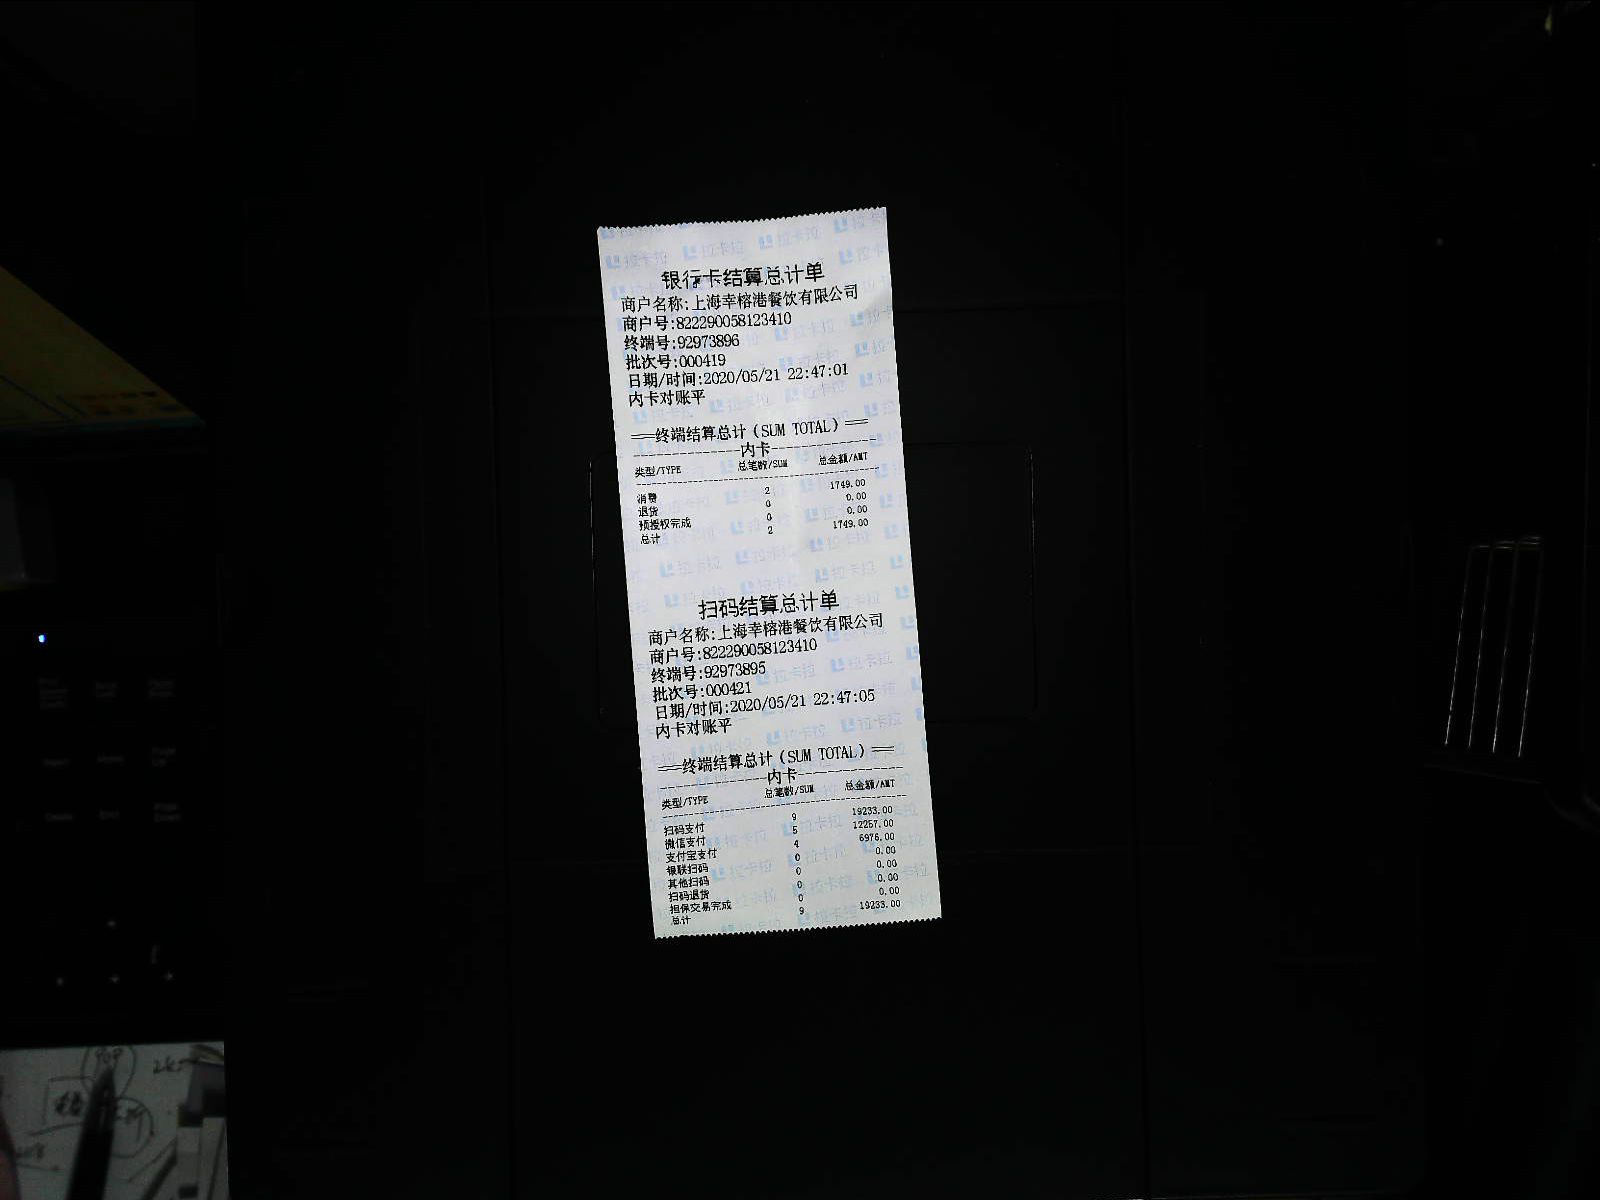 银行卡结算总计单
商户名称:上海幸榕港餐饮有限公司
商户号:822290058123410
终端号:92973896
批次号:000419
日期/时间:2020/05/21 22:47:01
内卡对账平
══终端结算总计(SUM TOTAL)══
----------------内卡----------------
类型/TYPE 总笔数/SUM 总金额/AMT
消费 2 1749.00
退货 0 0.00
预授权完成 0 0.00
总计 2 1749.00
扫码结算总计单
商户名称:上海幸榕港餐饮有限公司
商户号:822290058123410
终端号:92973895
批次号:000421
日期/时间:2020/05/21 22:47:05
内卡对账平
══终端结算总计(SUM TOTAL)══
----------------内卡----------------
类型/TYPE 总笔数/SUM 总金额/AMT
扫码支付 9 19233.00
微信支付 5 12257.00
支付宝支付 4 6976.00
银联扫码 0 0.00
其他扫码 0 0.00
扫码退货 0 0.00
担保交易完成 0 0.00
总计 9 19233.00